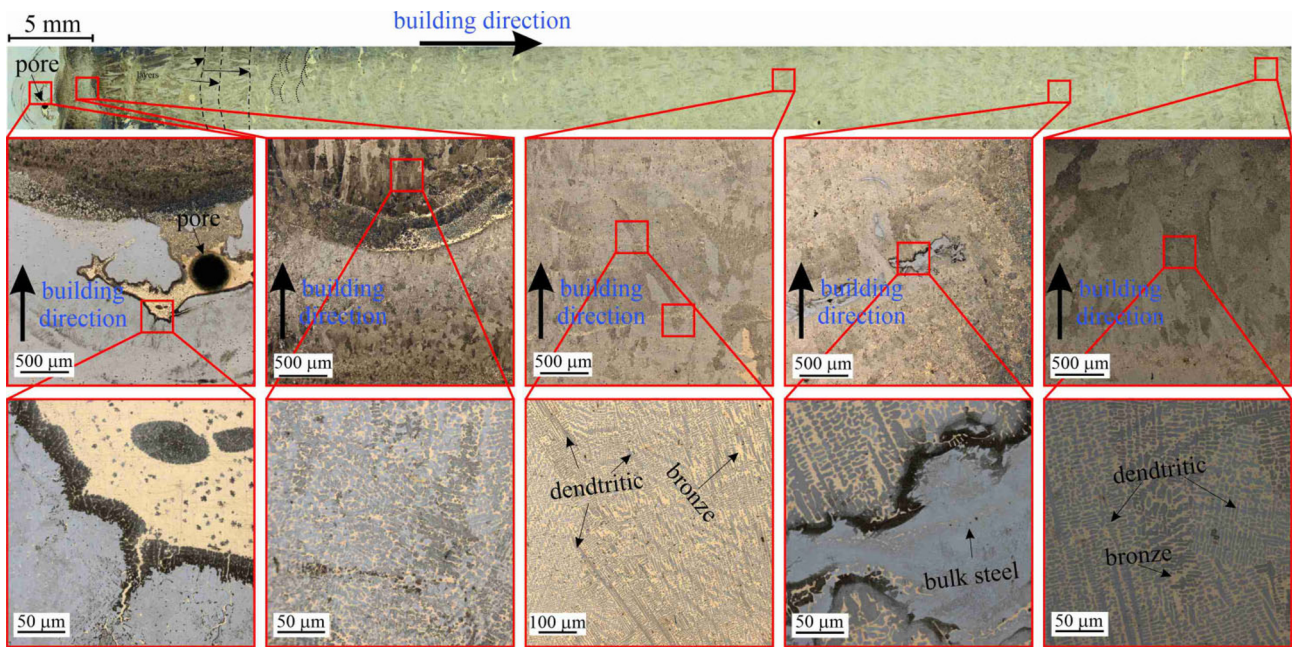 5 mm
building direction
pore
layers
pore
building
direction
500 µm
building
direction
500 µm
building
direction
500 µm
building
direction
500 µm
building
direction
500 µm
50 µm
50 µm
dendtritic
bronze
100 µm
bulk steel
50 µm
dendtritic
bronze
50 µm